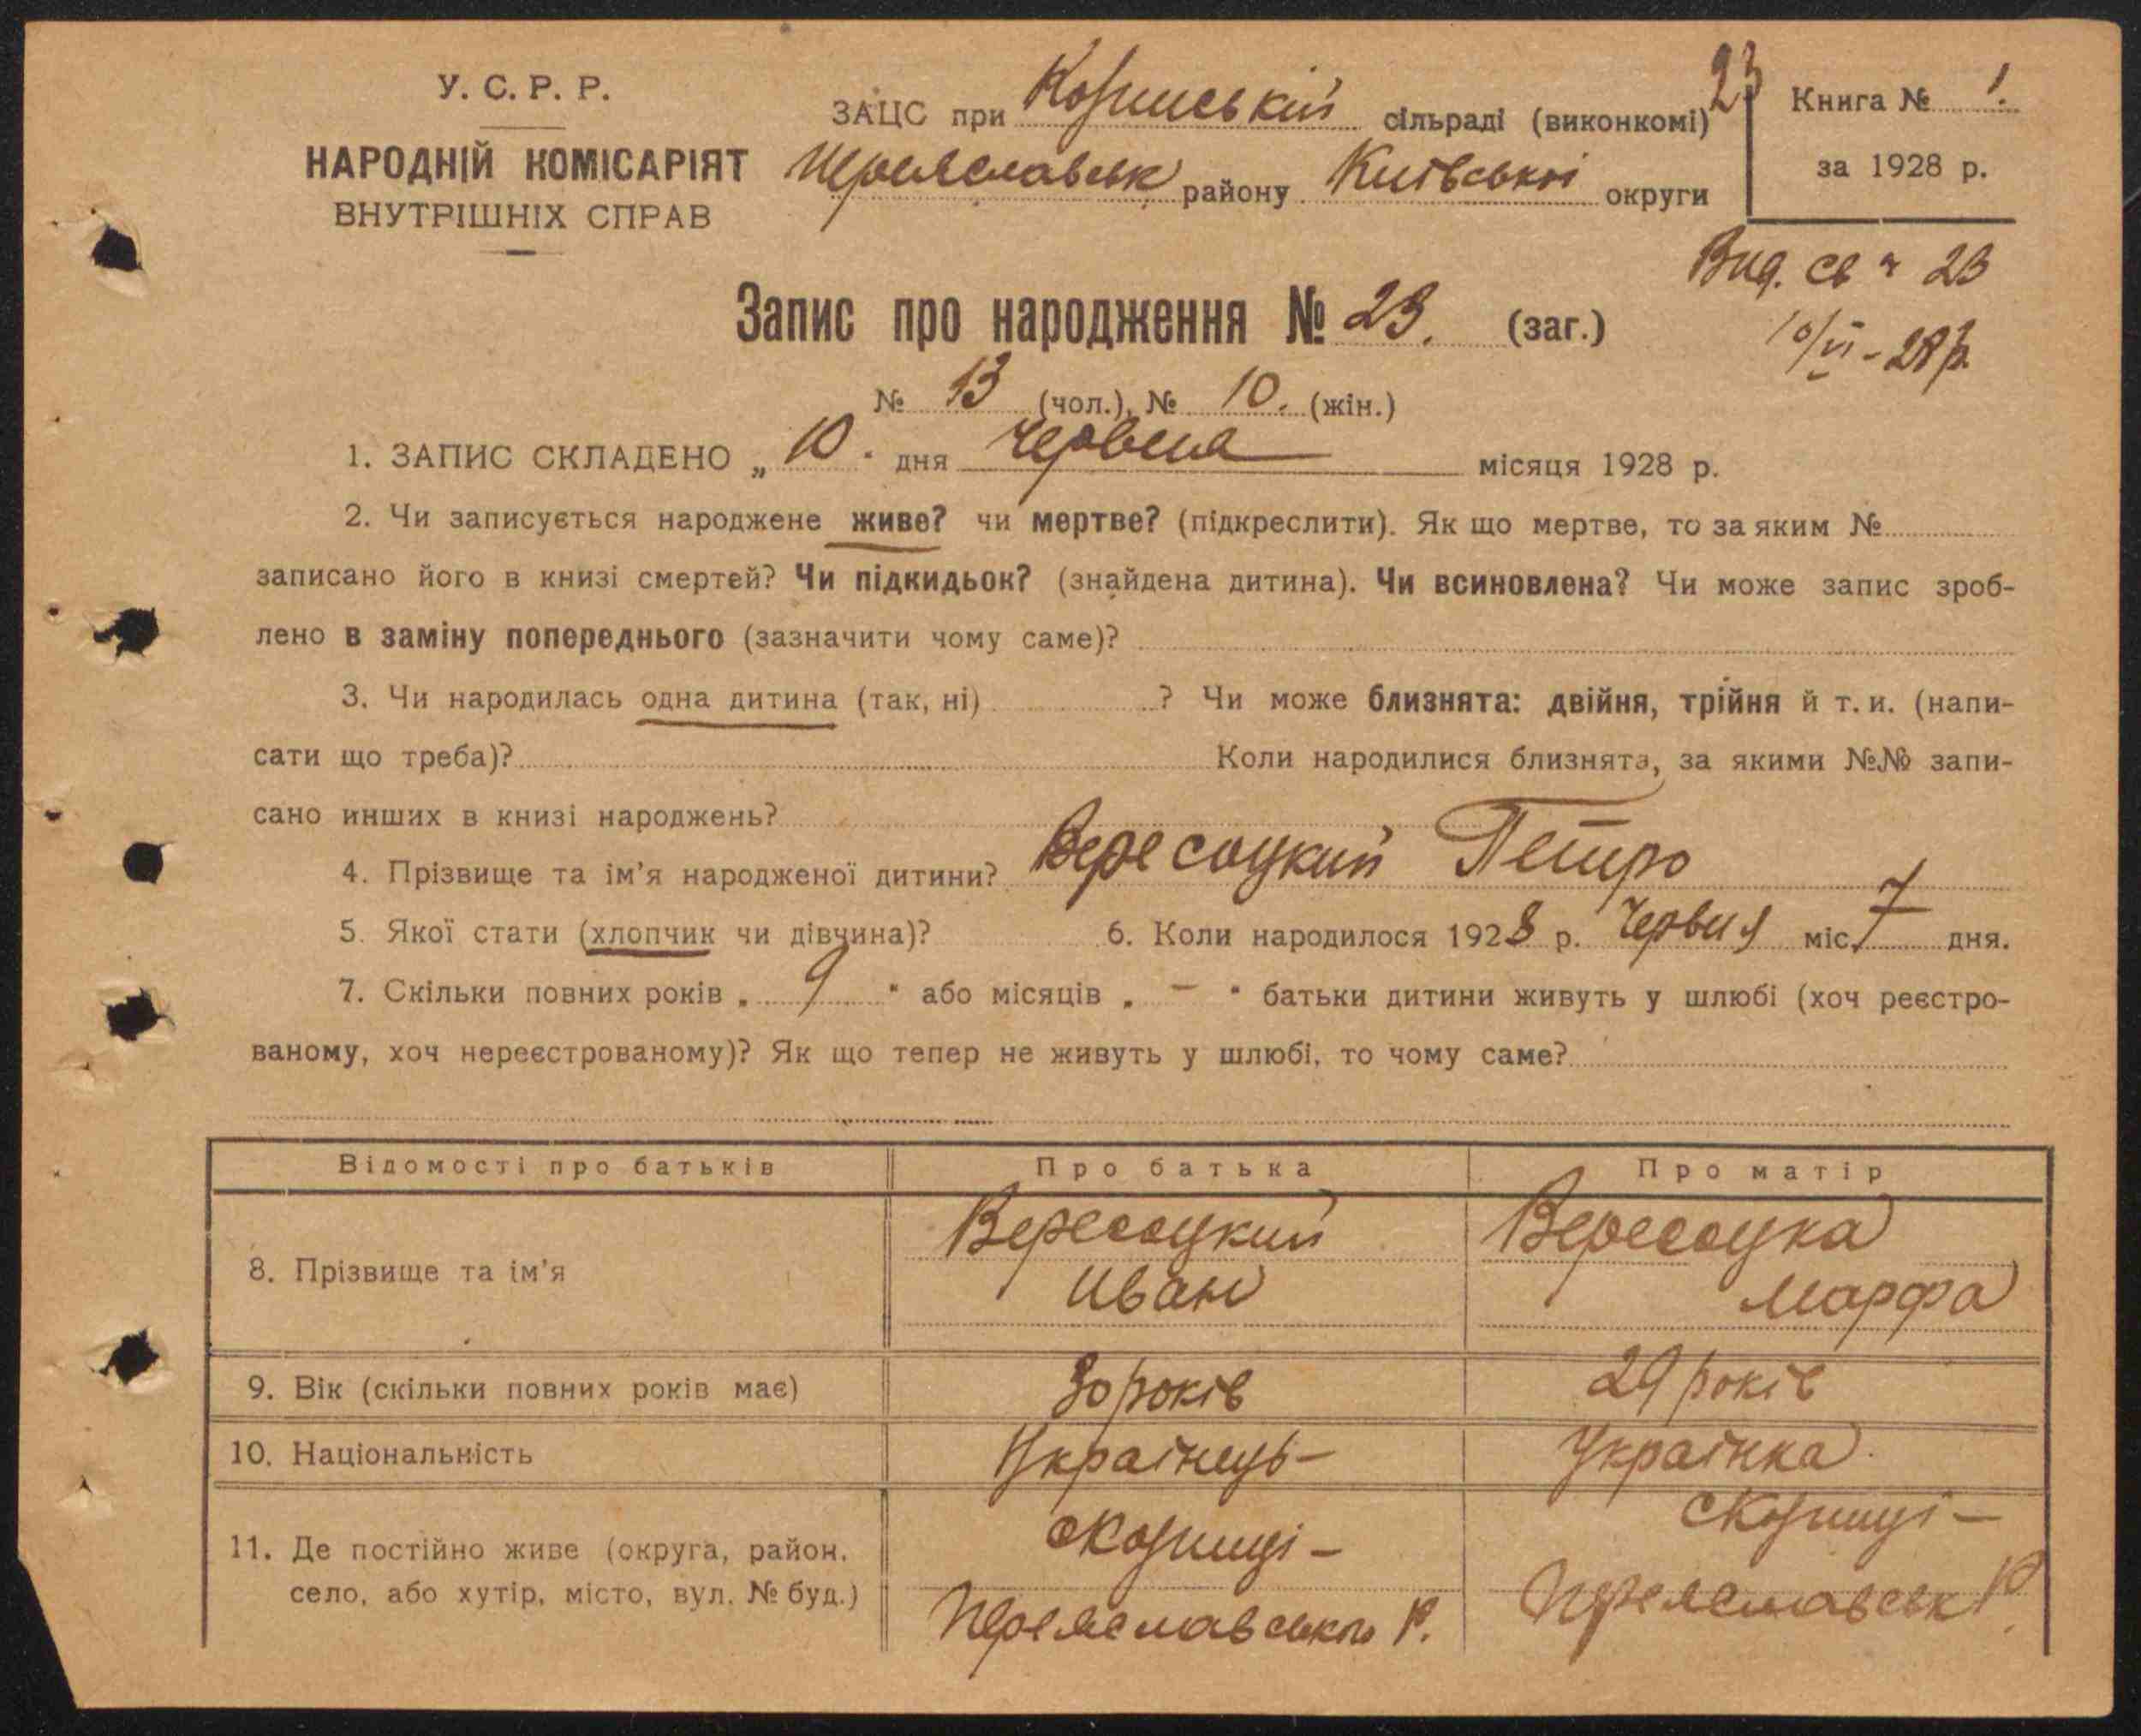 У. С. Р. Р.
НАРОДНІЙ КОМІСАРІЯТ
ВНУТРІШНІХ СПРАВ
ЗАЦС при сільраді (виконкомі)
Переяславськ району Київської округи
23
Книга № 1.
за 1928 р.
Вид. св ч 23
10/VI - 28 р.
Запис про народження № 23. (заг.)
№ 13 (чол.), № 10. (жін.)
1. ЗАПИС СКЛАДЕНО „ 10. дня Червеня місяця 1928 р.
2. Чи записується народжене живе? чи мертве? (підкреслити). Як що мертве, то за яким №
записано його в книзі смертей? Чи підкидьок? (знайдена дитина). Чи всиновлена? Чи може запис зроб-
лено в заміну попереднього (зазначити чому саме)?
3. Чи народилась одна дитина (так, ні) ? Чи може близнята: двійня, трійня й т. и. (напи-
сати що треба)? Коли народилися близнята, за якими №№ запи-
сано инших в книзі народжень?
4. Прізвище та ім'я народженої дитини? Вересоцкий Петро
5. Якої стати (хлопчик чи дівчина)? 6. Коли народилося 1928 р. Червня міс. 7 дня.
7. Скільки повних років „ 9 " або місяців „ — " батьки дитини живуть у шлюбі (хоч реєстро-
ваному, хоч нереєстрованому)? Як що тепер не живуть у шлюбі, то чому саме?
Відомості про батьків Про батька Про матір
8. Прізвище та ім'я
Вересоцкий
Иван
Вересоцка
Марфа
9. Вік (скільки повних років має) 30 років 29 років
10. Національність Українець - Українка
11. Де постійно живе (округа, район,
село, або хутір, місто, вул. № буд.)
Переяславського Р.
Переяславськ Р.